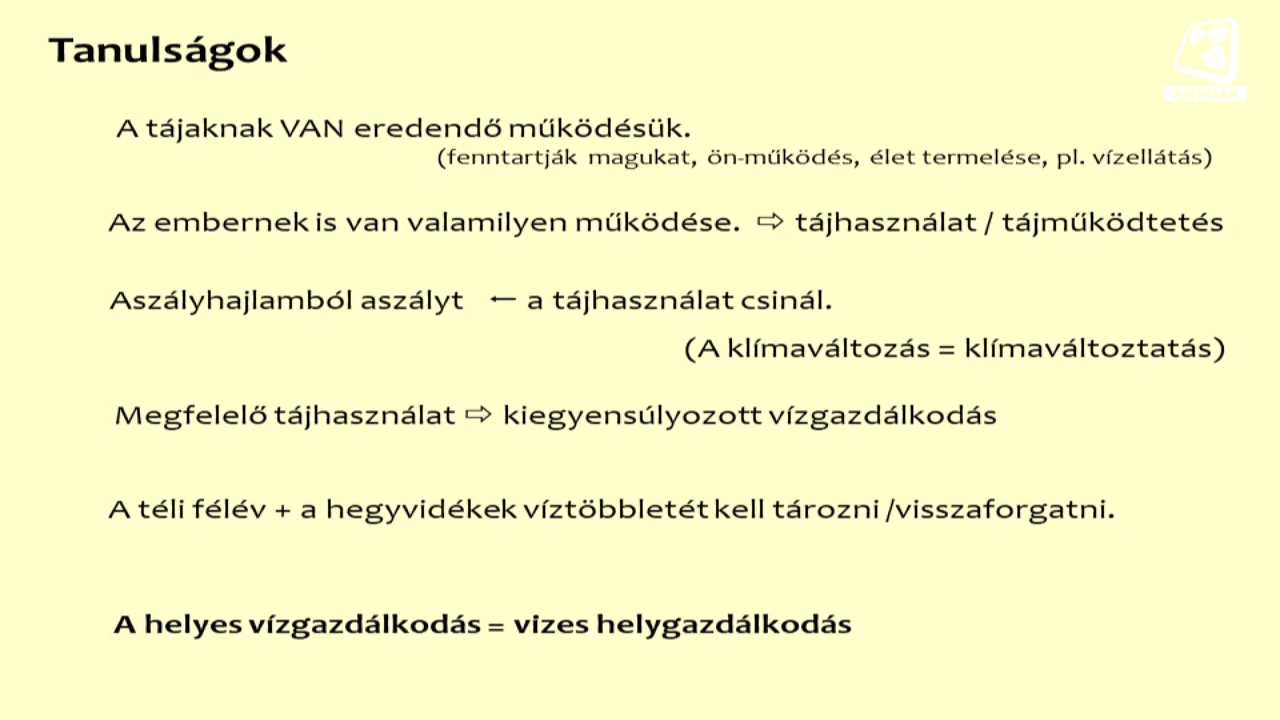 Tanulságok
A tájaknak VAN eredendő működésük.
(fenntartják magukat, ön-működés, élet termelése, pl. vízellátás)
Az embernek is van valamilyen működése. ⇨ tájhasználat / tájműködtetés
Aszályhajlamból aszályt ← a tájhasználat csinál.
(A klímaváltozás = klímaváltoztatás)
Megfelelő tájhasználat ⇨ kiegyensúlyozott vízgazdálkodás
A téli félév + a hegyvidékek víztöbbletét kell tározni /visszaforgatni.
A helyes vízgazdálkodás = vizes helygazdálkodás